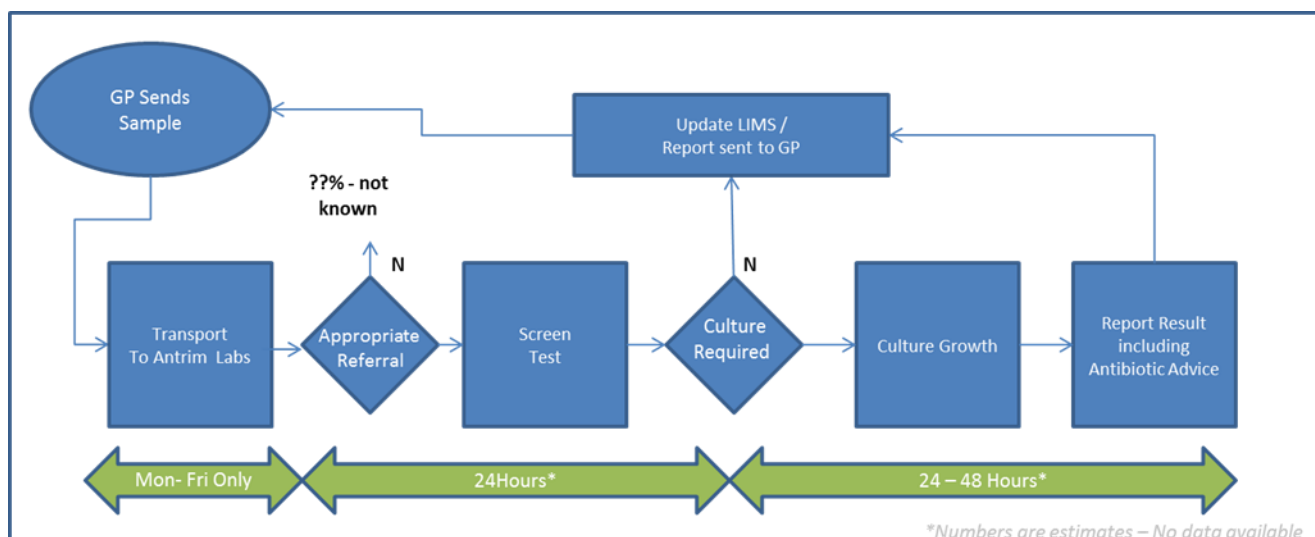 GP Sends
Sample
Update LIMS /
Report sent to GP
??% - not
known
N
N
Transport
To Antrim Labs
Appropriate
Referral
Screen
Test
Culture
Required
Culture Growth
Report Result
including
Antibiotic Advice
Mon- Fri Only
24Hours*
24 – 48 Hours*
*Numbers are estimates – No data available